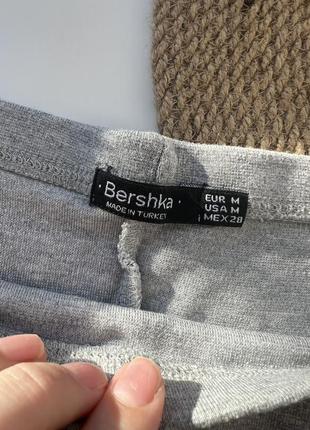 · Bershka ·
MADE IN TURKEY
EUR M
USA M
MEX 28